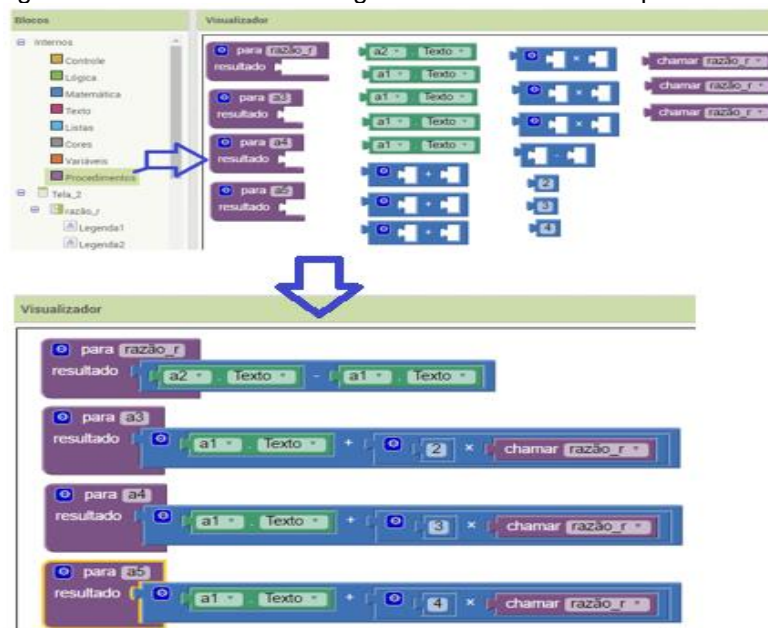 Blocos
Visualizador
Internos
Controle
Lógica
Matemática
Texto
Listas
Cores
Variáveis
Procedimentos
Tela_2
razão_r
Legenda1
Legenda2
para razão_r
resultado
para a3
resultado
para a4
resultado
para a5
resultado
a2 . Texto
a1 . Texto
a1 . Texto
a1 . Texto
a1 . Texto
+
+
+
×
×
×
-
2
3
4
chamar razão_r
chamar razão_r
chamar razão_r
Visualizador
para razão_r
resultado a2 . Texto - a1 . Texto
para a3
resultado a1 . Texto + 2 × chamar razão_r
para a4
resultado a1 . Texto + 3 × chamar razão_r
para a5
resultado a1 . Texto + 4 × chamar razão_r